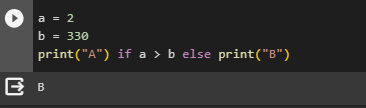 a = 2
b = 330
print("A") if a > b else print("B")
B